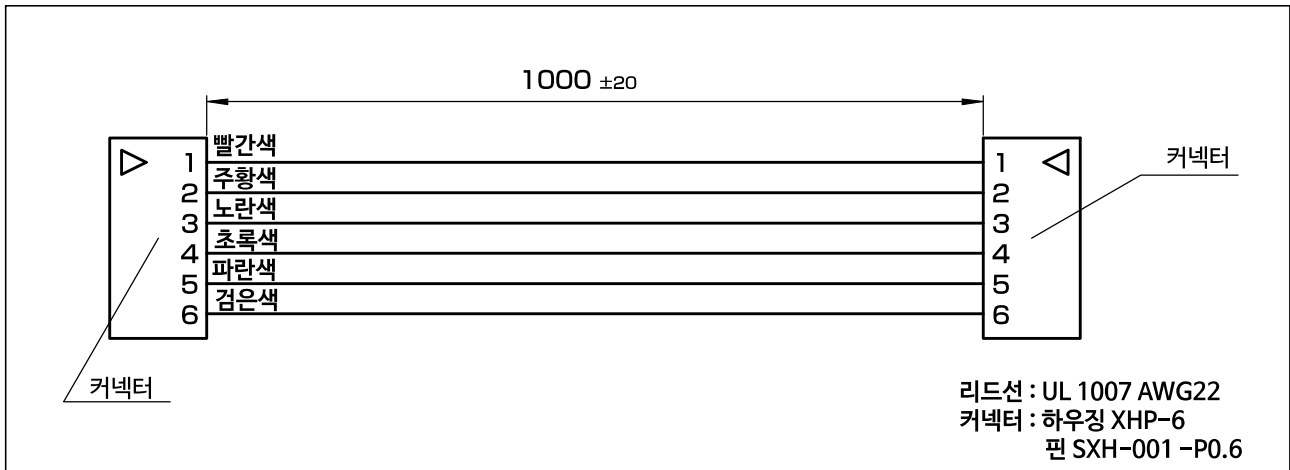 1000 ±20
빨간색
1 1
주황색
2 2
노란색
3 3
초록색
4 4
파란색
5 5
검은색
6 6
커넥터
커넥터
리드선 : UL 1007 AWG22
커넥터 : 하우징 XHP-6
핀 SXH-001 -P0.6